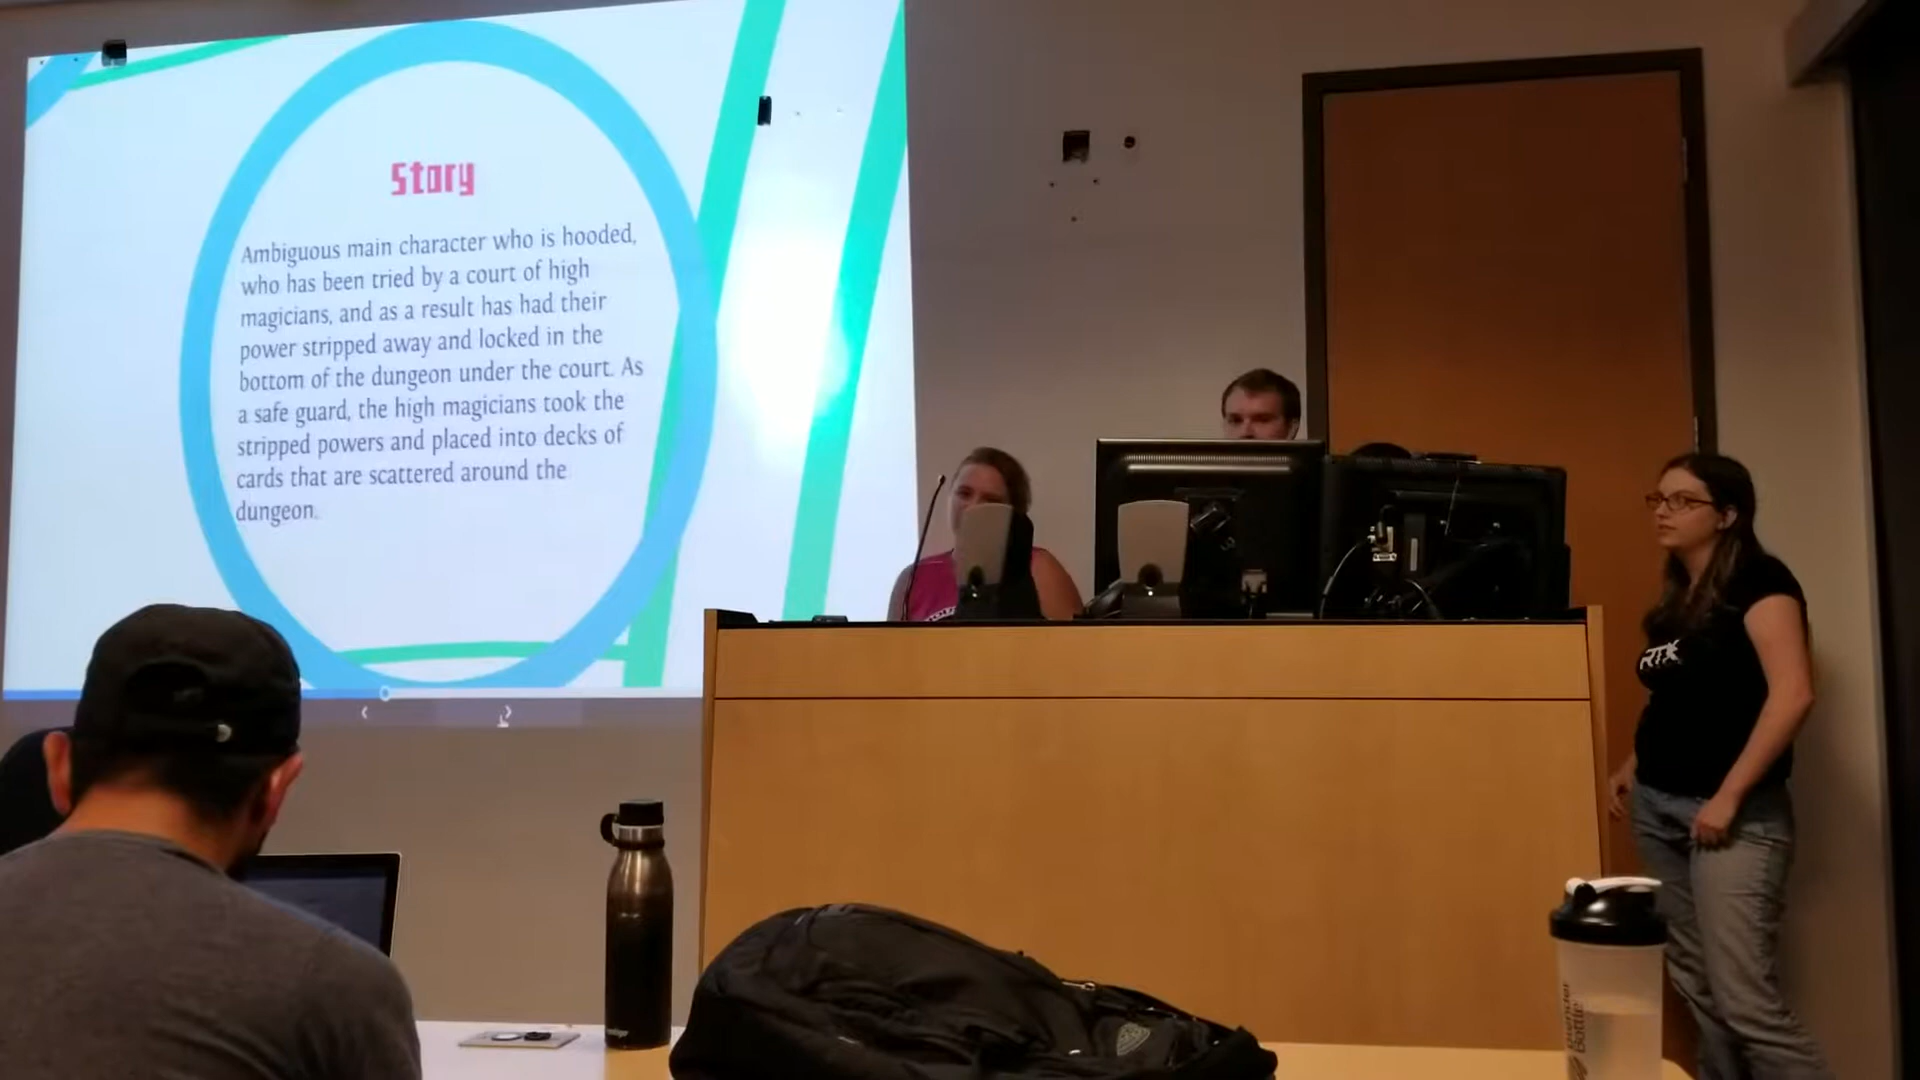 Story
Ambiguous main character who is hooded,
who has been tried by a court of high
magicians, and as a result has had their
power stripped away and locked in the
bottom of the dungeon under the court. As
a safe guard, the high magicians took the
stripped powers and placed into decks of
cards that are scattered around the
dungeon.
RTX
Blender
Bottle